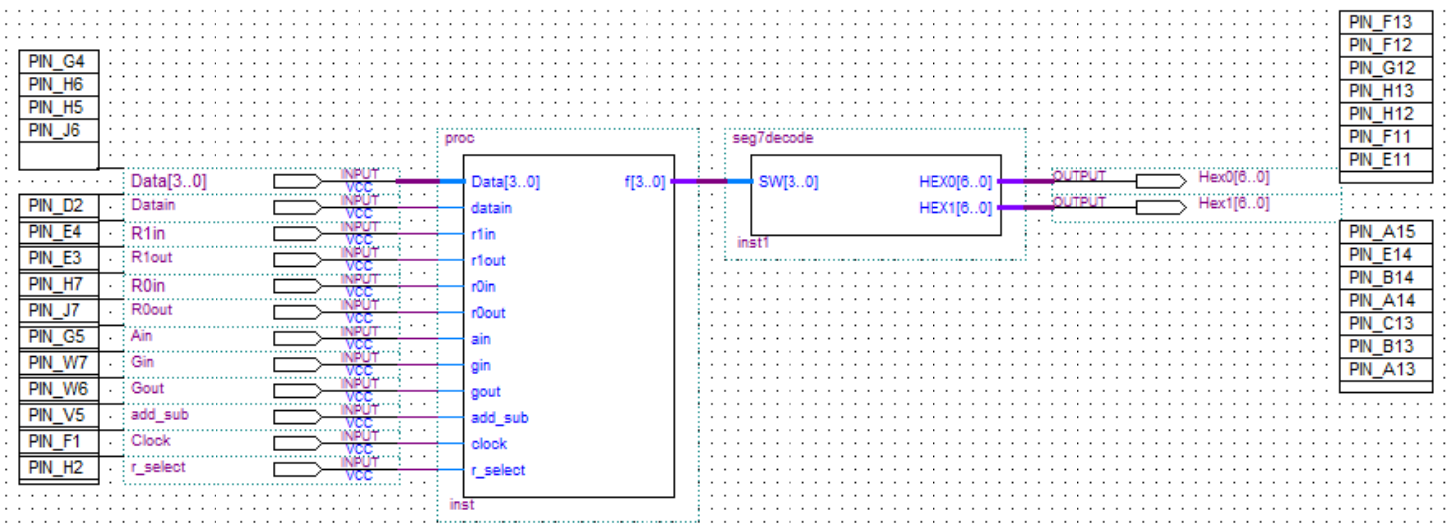 PIN_F13
PIN_F12
PIN_G12
PIN_H13
PIN_H12
PIN_F11
PIN_E11
PIN_G4
PIN_H6
PIN_H5
PIN_J6
proc
seg7decode
Data[3..0] INPUT VCC Data[3..0] f[3..0] SW[3..0] HEX0[6..0] OUTPUT Hex0[6..0]
PIN_D2 Datain INPUT VCC datain HEX1[6..0] OUTPUT Hex1[6..0]
PIN_E4 R1in INPUT VCC r1in inst1
PIN_E3 R1out INPUT VCC r1out
PIN_H7 R0in INPUT VCC r0in
PIN_J7 R0out INPUT VCC r0out
PIN_G5 Ain INPUT VCC ain
PIN_W7 Gin INPUT VCC gin
PIN_W6 Gout INPUT VCC gout
PIN_V5 add_sub INPUT VCC add_sub
PIN_F1 Clock INPUT VCC clock
PIN_H2 r_select INPUT VCC r_select
inst
PIN_A15
PIN_E14
PIN_B14
PIN_A14
PIN_C13
PIN_B13
PIN_A13